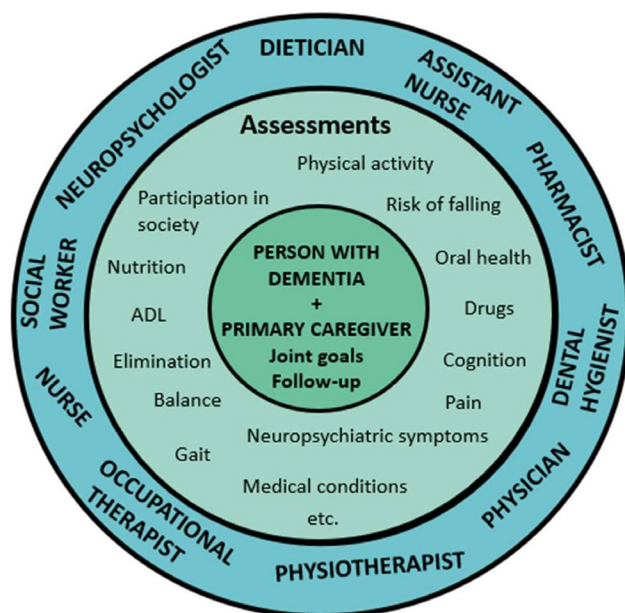 DIETICIAN
ASSISTANT
NURSE
PHARMACIST
DENTAL
HYGIENIST
PHYSICIAN
PHYSIOTHERAPIST
OCCUPATIONAL
THERAPIST
NURSE
SOCIAL
WORKER
NEUROPSYCHOLOGIST
Assessments
Physical activity
Risk of falling
Oral health
Drugs
Cognition
Pain
Neuropsychiatric symptoms
Medical conditions
etc.
Gait
Balance
Elimination
ADL
Nutrition
Participation in
society
PERSON WITH
DEMENTIA
+
PRIMARY CAREGIVER
Joint goals
Follow-up